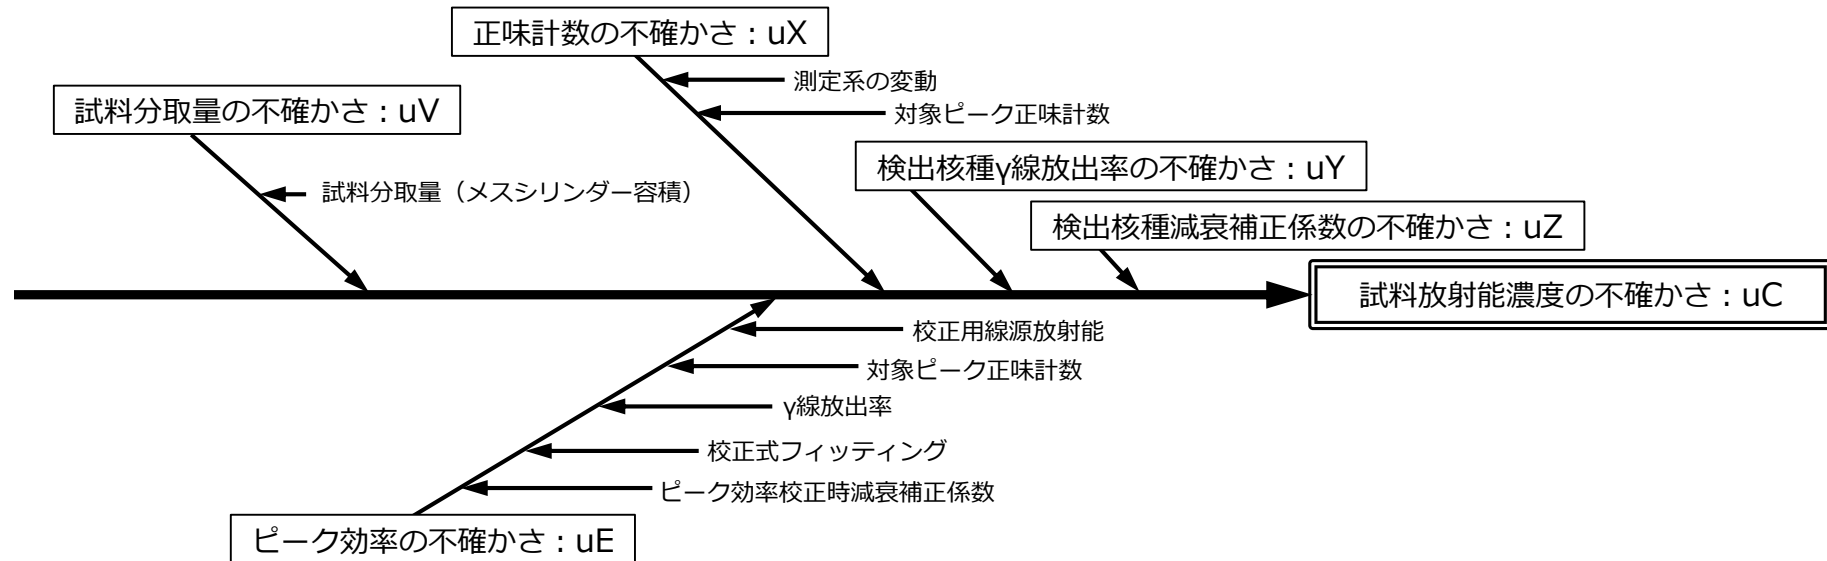 正味計数の不確かさ：uX
測定系の変動
対象ピーク正味計数
試料分取量の不確かさ：uV
試料分取量（メスシリンダー容積）
検出核種γ線放出率の不確かさ：uY
検出核種減衰補正係数の不確かさ：uZ
試料放射能濃度の不確かさ：uC
校正用線源放射能
対象ピーク正味計数
γ線放出率
校正式フィッティング
ピーク効率校正時減衰補正係数
ピーク効率の不確かさ：uE